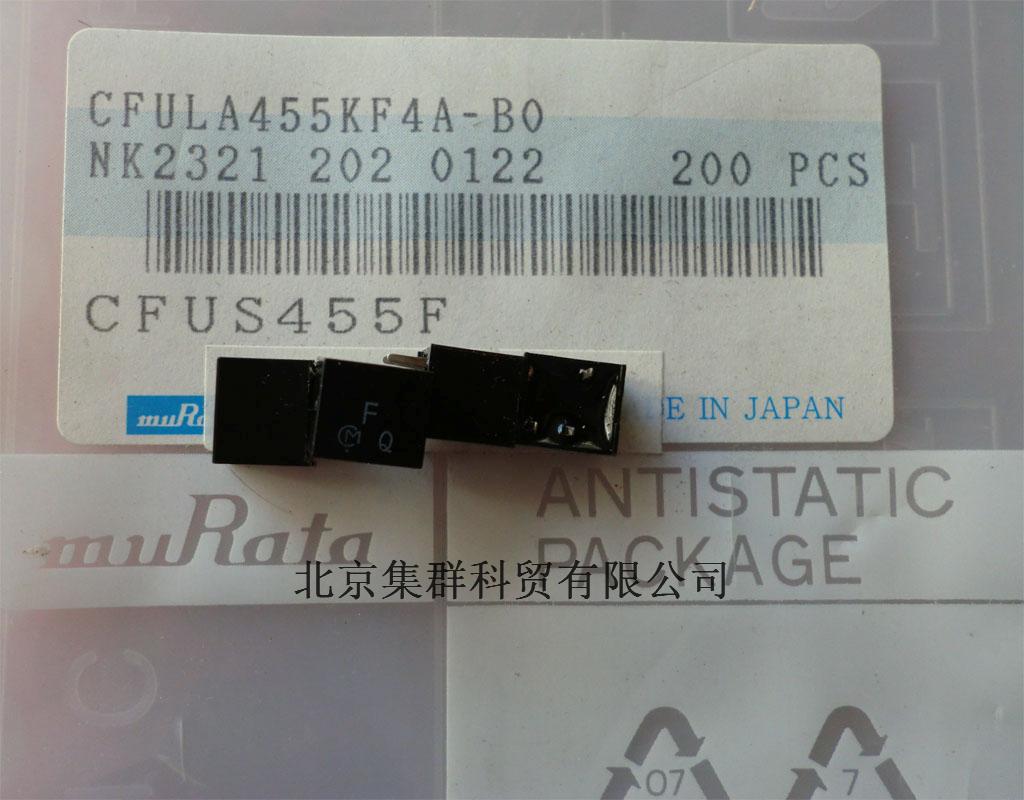 CFULA455KF4A-B0
NK2321 202 0122 200 PCS
CFUS455F
muRa
E IN JAPAN
F
M Q
muRata
ANTISTATIC
PACKAGE
北京集群科贸有限公司
07
7